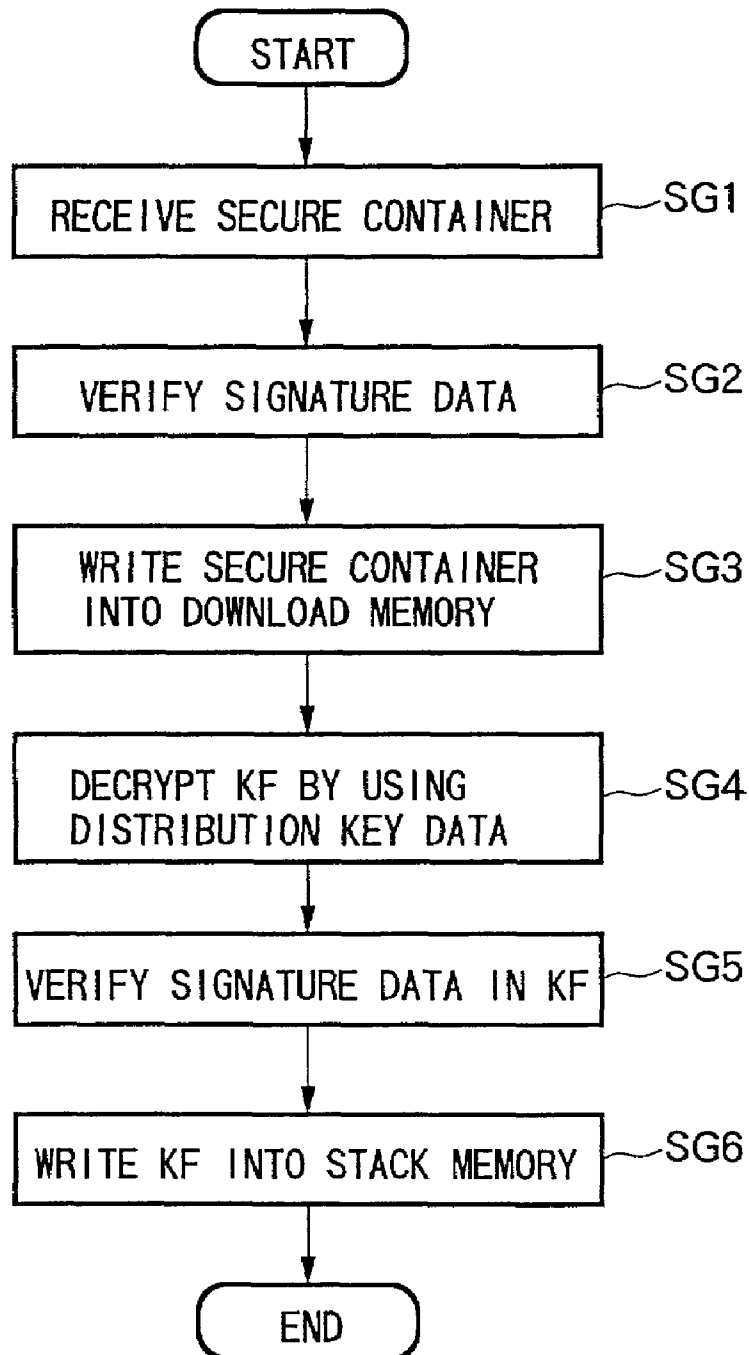 START
RECEIVE SECURE CONTAINER
SG1
VERIFY SIGNATURE DATA
SG2
WRITE SECURE CONTAINER
INTO DOWNLOAD MEMORY
SG3
DECRYPT KF BY USING
DISTRIBUTION KEY DATA
SG4
VERIFY SIGNATURE DATA IN KF
SG5
WRITE KF INTO STACK MEMORY
SG6
END